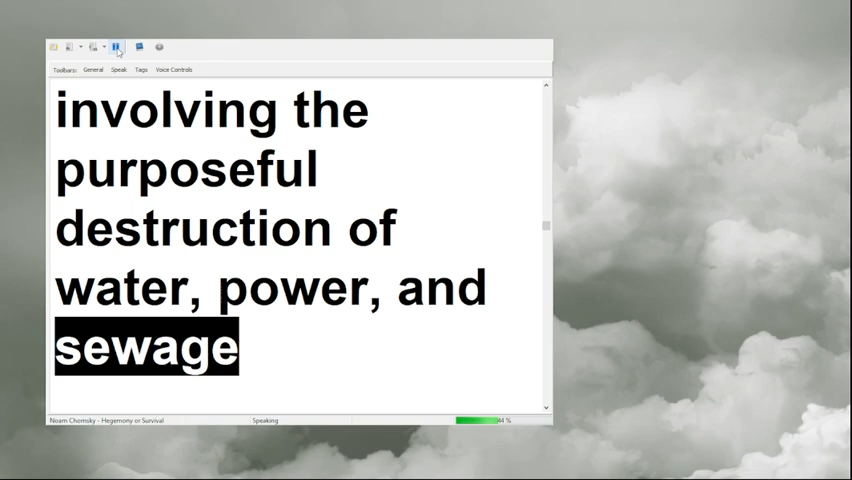 Toolbars: General Speak Tags Voice Controls
involving the
purposeful
destruction of
water, power, and
sewage
Noam Chomsky - Hegemony or Survival Speaking 44 %